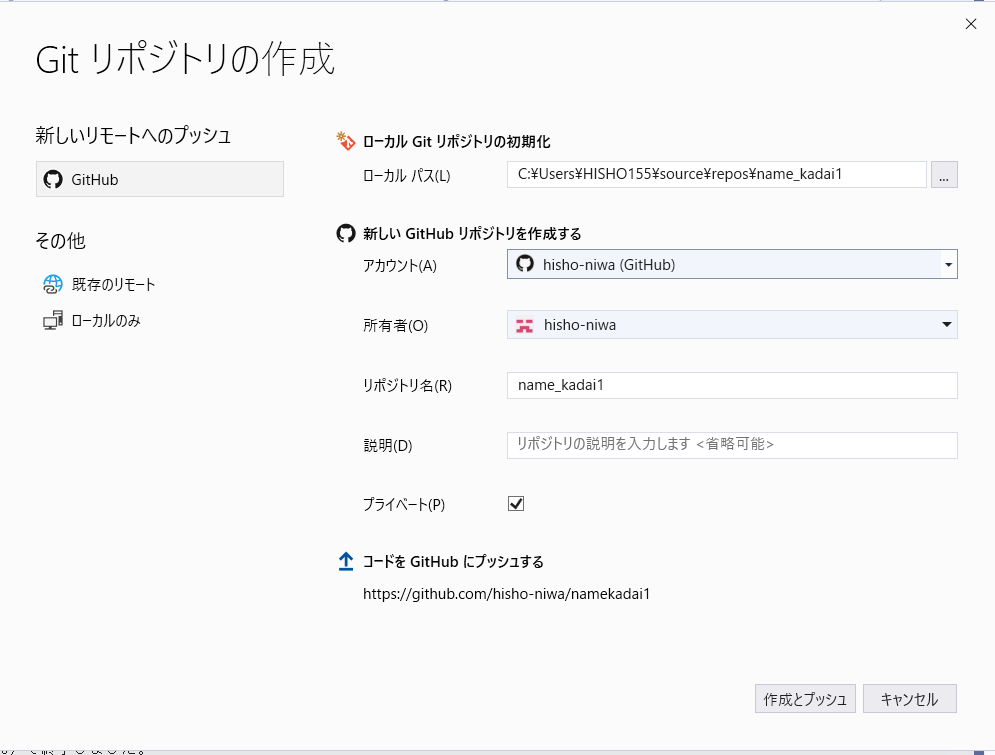 Git リポジトリの作成
新しいリモートへのプッシュ
GitHub
その他
既存のリモート
ローカルのみ
ローカル Git リポジトリの初期化
ローカル パス(L)
C:¥Users¥HISHO155¥source¥repos¥name_kadai1
...
新しい GitHub リポジトリを作成する
アカウント(A)
hisho-niwa (GitHub)
所有者(O)
hisho-niwa
リポジトリ名(R)
name_kadai1
説明(D)
リポジトリの説明を入力します <省略可能>
プライベート(P)
コードを GitHub にプッシュする
https://github.com/hisho-niwa/namekadai1
作成とプッシュ
キャンセル